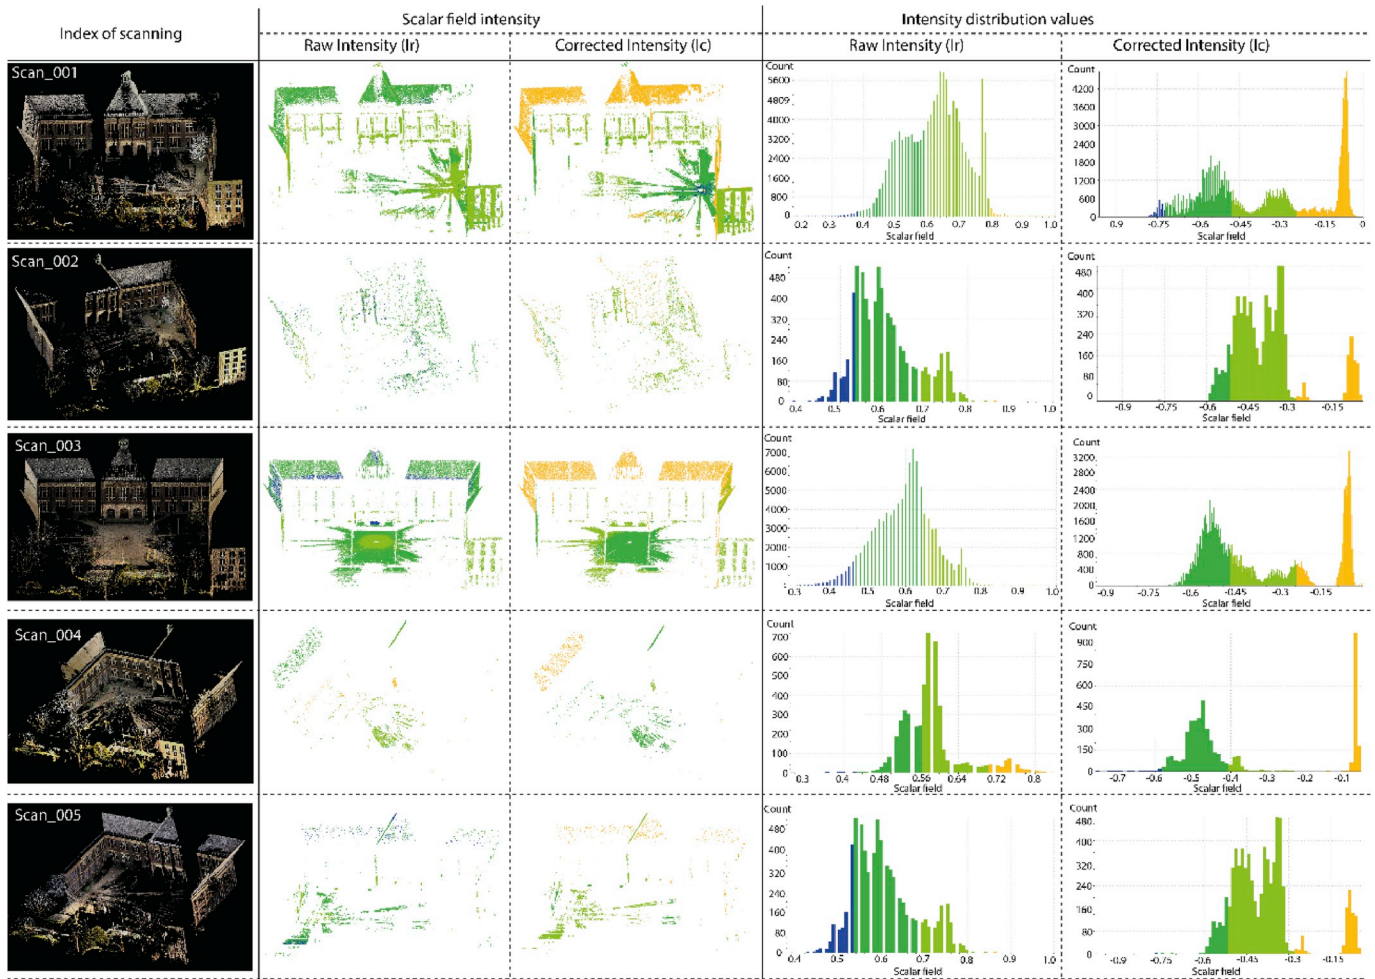 Index of scanning
Scalar field intensity
Intensity distribution values
Raw Intensity (Ir)
Corrected Intensity (Ic)
Raw Intensity (Ir)
Corrected Intensity (Ic)
Scan_001
Count
5600
4809
4000
3200
2400
1600
800
0
0.2 0.3 0.4 0.5 0.6 0.7 0.8 0.9 1.0
Scalar field
Count
4200
3600
3000
2400
1800
1200
600
0
0.9 -0.75 -0.6 -0.45 -0.3 -0.15 0
Scalar field
Scan_002
Count
480
400
320
240
160
80
0
0.4 0.5 0.6 0.7 0.8 0.9 1.0
Scalar field
Count
480
400
320
240
160
80
0
-0.9 -0.75 -0.6 -0.45 -0.3 -0.15
Scalar field
Scan_003
Count
7000
6000
5000
4000
3000
2000
1000
0.3 0.4 0.5 0.6 0.7 0.8 0.9 1.0
Scalar field
Count
3200
2800
2400
2000
1600
1200
800
400
0
-0.9 -0.75 -0.6 -0.45 -0.3 -0.15
Scalar field
Scan_004
Count
700
600
500
400
300
200
100
0
0.3 0.4 0.48 0.56 0.64 0.72 0.8
Scalar field
Count
900
750
600
450
300
150
0
-0.7 -0.6 -0.5 -0.4 -0.3 -0.2 -0.1
Scalar field
Scan_005
Count
480
400
320
240
160
80
0
0.4 0.5 0.6 0.7 0.8 0.9 1.0
Scalar field
Count
480
400
320
240
160
80
0
-0.9 -0.75 -0.6 -0.45 -0.3 -0.15
Scalar field